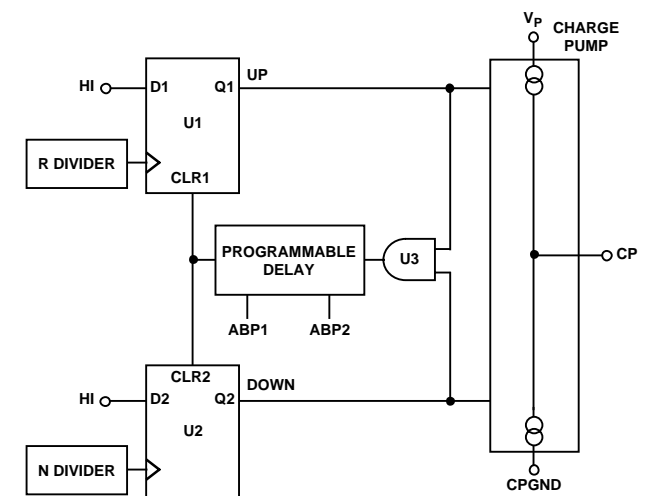 VP
CHARGE
PUMP
HI
D1
Q1
UP
U1
R DIVIDER
CLR1
PROGRAMMABLE
DELAY
U3
CP
ABP1
ABP2
CLR2
DOWN
HI
D2
Q2
U2
N DIVIDER
CPGND